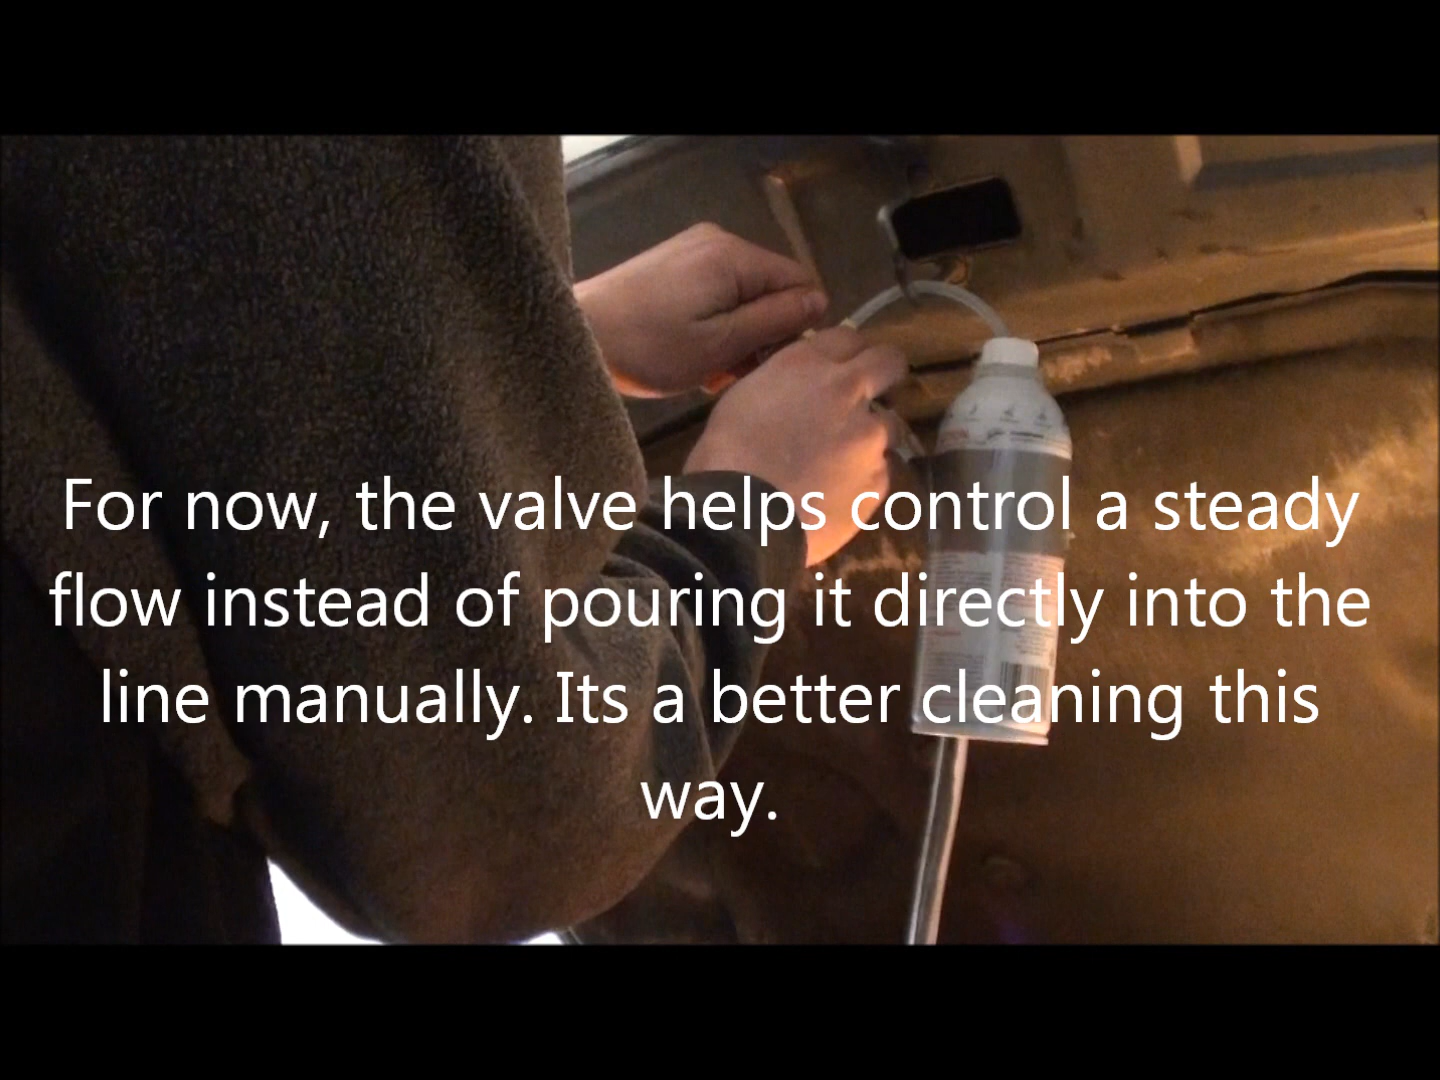 For now, the valve helps control a steady
flow instead of pouring it directly into the
line manually. Its a better cleaning this
way.